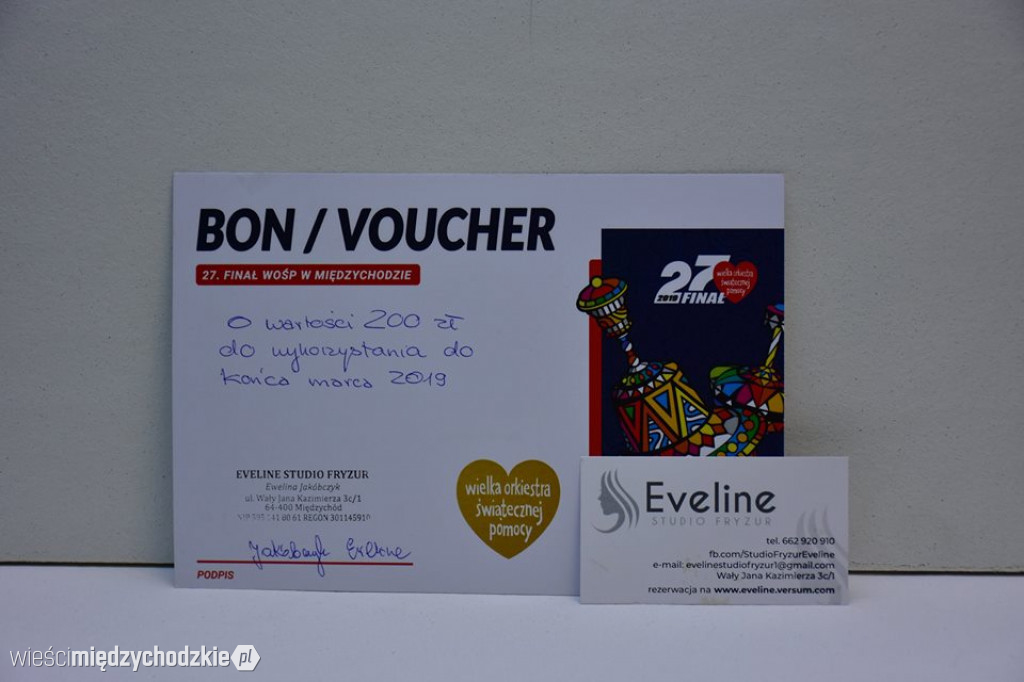 BON / VOUCHER
27. FINAŁ WOŚP W MIĘDZYCHODZIE
27
2019 FINAŁ
wielka orkiestra
świątecznej
pomocy
O wartości 200 zł
do wykorzystania do
końca marca 2019
EVELINE STUDIO FRYZUR
Ewelina Jakóbczyk
ul. Wały Jana Kazimierza 3c/1
64-400 Międzychód
REGON
PODPIS
wielka orkiestra
świątecznej
pomocy
Eveline
STUDIO FRYZUR
tel. 662 920 910
fb.com/StudioFryzurEveline
e-mail: evelinestudiofryzur1@gmail.com
Wały Jana Kazimierza 3c/1
rezerwacja na www.eveline.versum.com
wieścimiędzychodzkie.pl